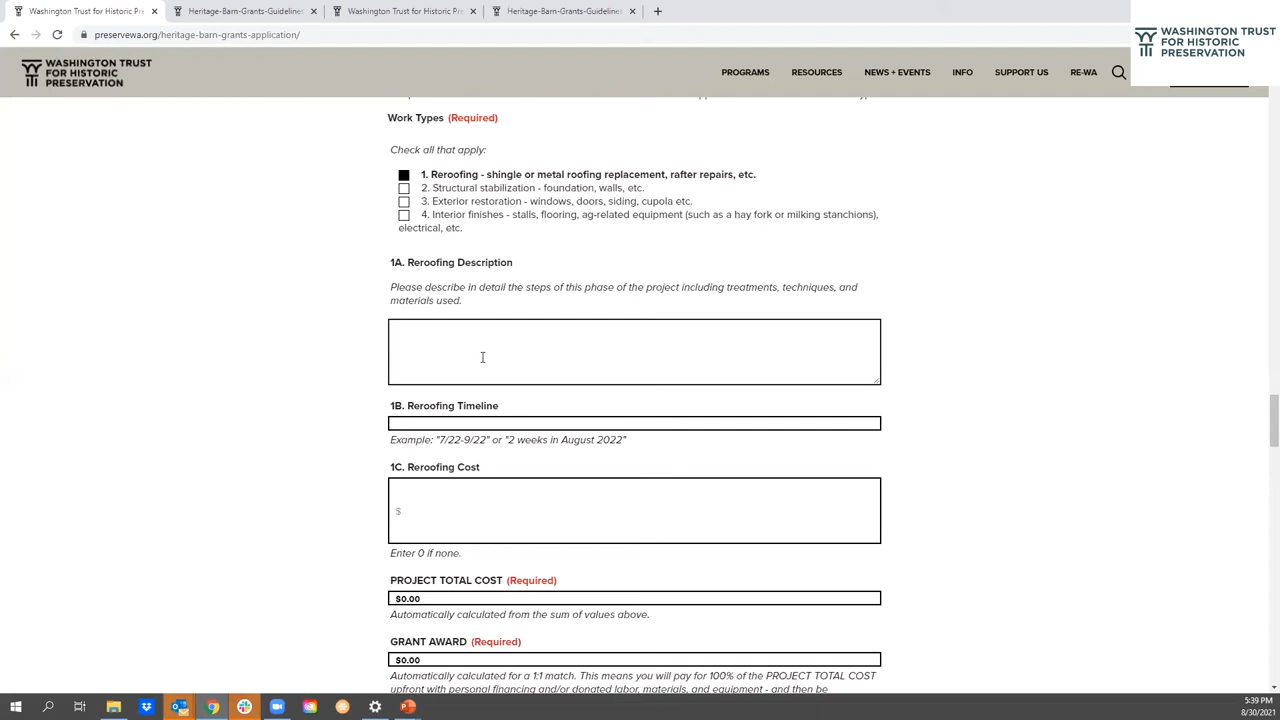 Washington Trust for Historic Pre
Heritage-Barn-Grants-Guidelines
Washington Trust for Historic Pre
Heritage-Barn-Grants-Guidelines
preservewa.org/heritage-barn-grants-application/
WASHINGTON TRUST
FOR HISTORIC
PRESERVATION
WASHINGTON TRUST
FOR HISTORIC
PRESERVATION
PROGRAMS
RESOURCES
NEWS + EVENTS
INFO
SUPPORT US
RE-WA
Work Types (Required)
Check all that apply:
1. Reroofing - shingle or metal roofing replacement, rafter repairs, etc.
2. Structural stabilization - foundation, walls, etc.
3. Exterior restoration - windows, doors, siding, cupola etc.
4. Interior finishes - stalls, flooring, ag-related equipment (such as a hay fork or milking stanchions),
electrical, etc.
1A. Reroofing Description
Please describe in detail the steps of this phase of the project including treatments, techniques, and
materials used.
1B. Reroofing Timeline
Example: "7/22-9/22" or "2 weeks in August 2022"
1C. Reroofing Cost
$
Enter 0 if none.
PROJECT TOTAL COST (Required)
$0.00
Automatically calculated from the sum of values above.
GRANT AWARD (Required)
$0.00
Automatically calculated for a 1:1 match. This means you will pay for 100% of the PROJECT TOTAL COST
upfront with personal financing and/or donated labor, materials, and equipment - and then be
5:39 PM
8/30/2021